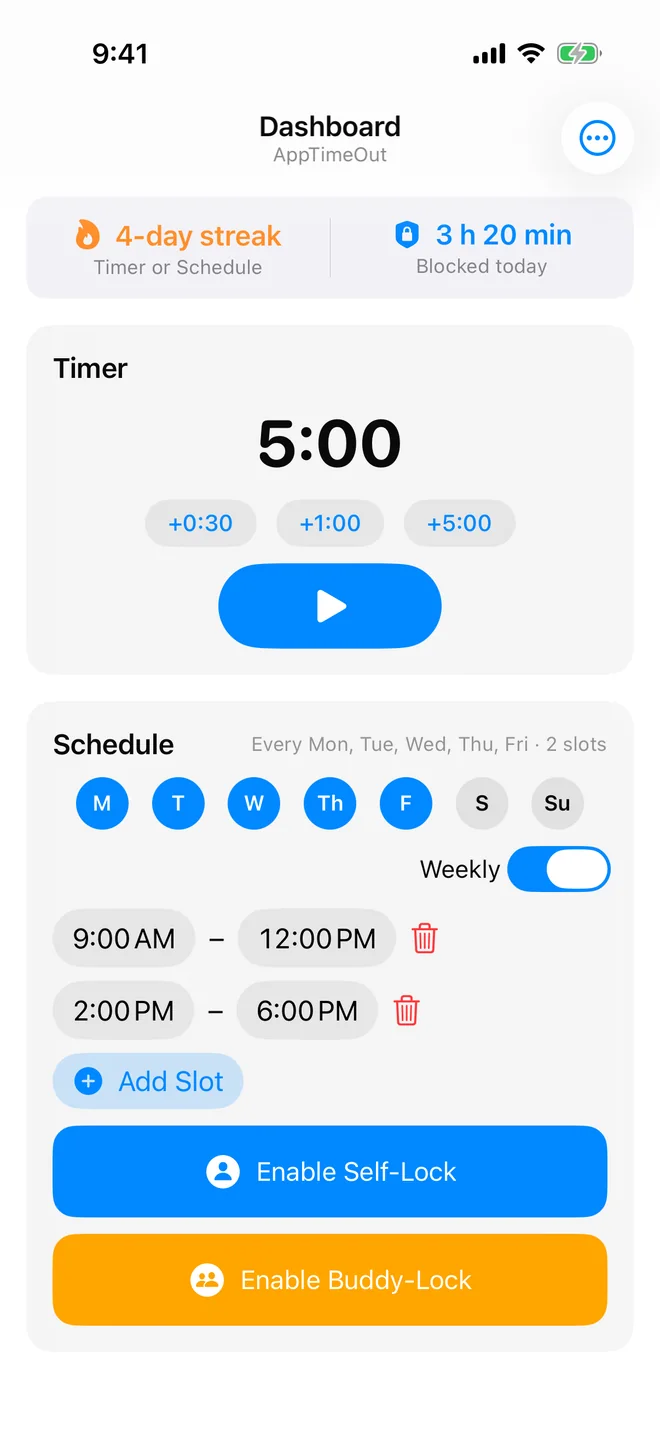 9:41
Dashboard
AppTimeOut
4-day streak
Timer or Schedule
3 h 20 min
Blocked today
Timer
5:00
+0:30 +1:00 +5:00
Schedule
Every Mon, Tue, Wed, Thu, Fri · 2 slots
M T W Th F S Su
Weekly
9:00 AM – 12:00 PM
2:00 PM – 6:00 PM
Add Slot
Enable Self-Lock
Enable Buddy-Lock